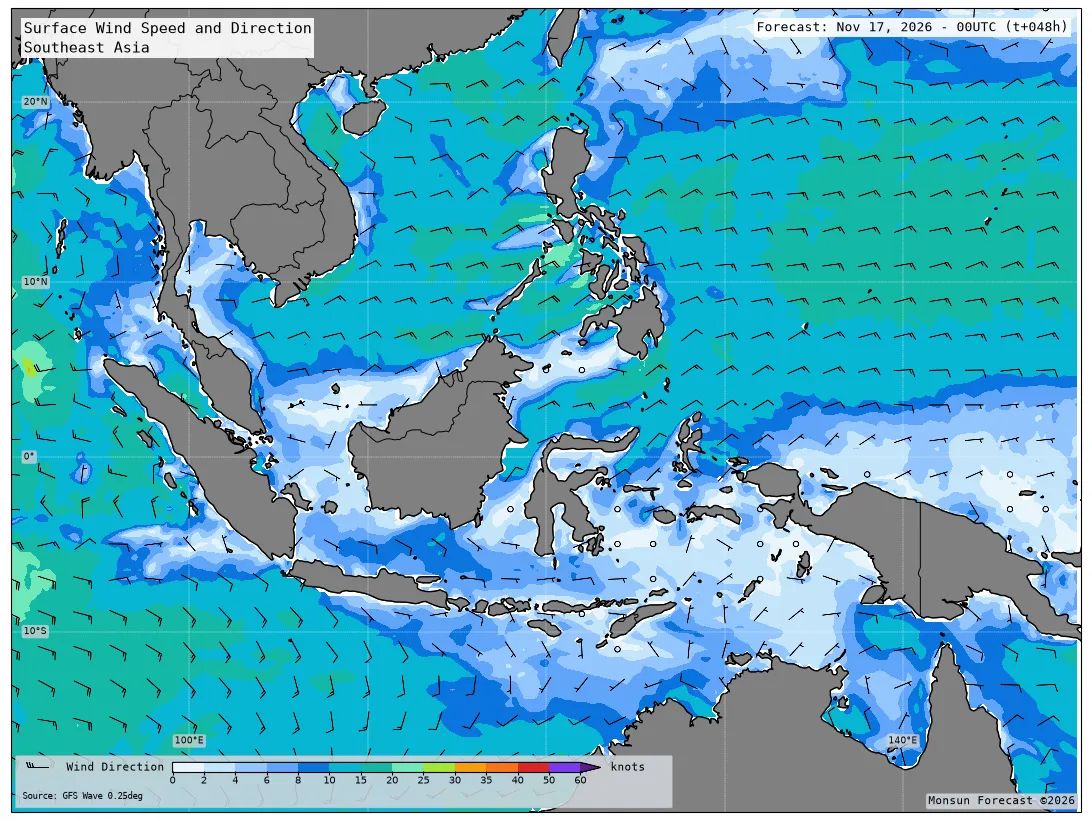 Surface Wind Speed and Direction
Southeast Asia
Forecast: Nov 17, 2026 - 00UTC (t+048h)
20°N
10°N
0°
10°S
100°E
140°E
Wind Direction
0 2 4 6 8 10 15 20 25 30 35 40 50 60
knots
Source: GFS Wave 0.25deg
Monsun Forecast ©2026